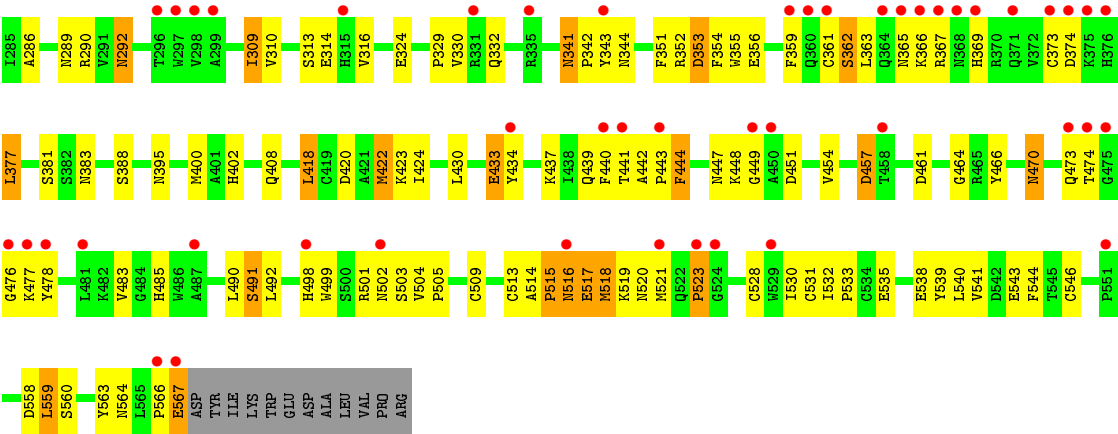 I285 A286 N289 R290 V291 N292 T296 W297 V298 A299 I309 V310 S313 E314 H315 V316 E324 P329 V330 R331 Q332 R335 N341 P342 Y343 N344 F351 R352 D353 F354 W355 E356 F359 Q360 C361 S362 L363 Q364 N365 K366 R367 N368 H369 R370 Q371 V372 C373 D374 K375 H376
L377 S381 S382 N383 S388 N395 M400 A401 H402 Q408 L418 C419 D420 A421 M422 K423 I424 L430 E433 Y434 K437 I438 Q439 F440 T441 A442 P443 F444 N447 K448 G449 A450 D451 V454 D457 T458 D461 G464 R465 Y466 N470 Q473 T474 G475
G476 K477 Y478 L481 K482 V483 G484 H485 W486 A487 L490 S491 L492 H498 W499 S500 R501 N502 S503 V504 P505 C509 C513 A514 P515 N516 E517 M518 K519 N520 M521 Q522 P523 G524 C528 W529 I530 C531 I532 P533 C534 E535 E538 Y539 L540 V541 D542 E543 F544 T545 C546 P551
D558 L559 S560 Y563 N564 L565 P566 E567 ASP TYR ILE LYS TRP GLU ASP ALA LEU VAL PRO ARG